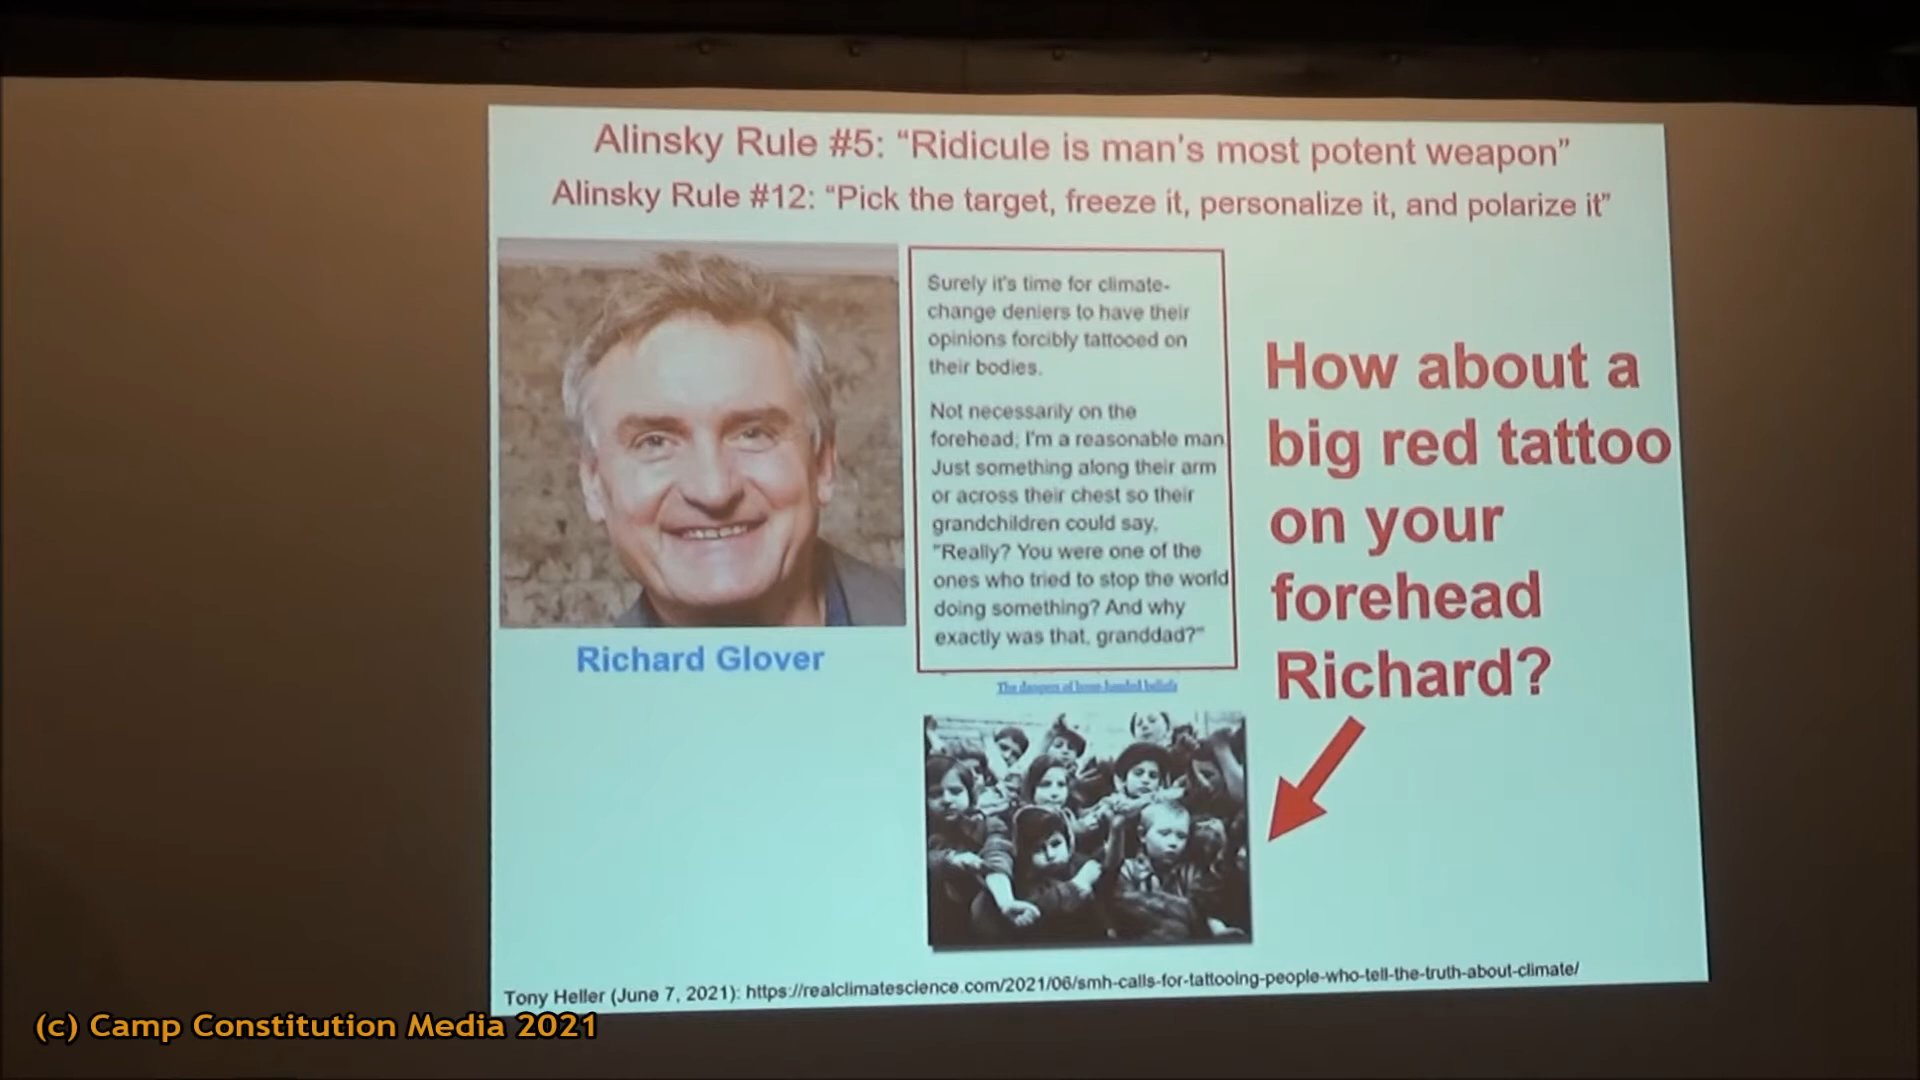 Alinsky Rule #5: “Ridicule is man's most potent weapon”
Alinsky Rule #12: “Pick the target, freeze it, personalize it, and polarize it”
Surely it's time for climate-
change deniers to have their
opinions forcibly tattooed on
their bodies.
Not necessarily on the
forehead; I'm a reasonable man
Just something along their arm
or across their chest so their
grandchildren could say,
"Really? You were one of the
ones who tried to stop the world
doing something? And why
exactly was that, granddad?"
Richard Glover
The dangers of bone-headed beliefs
How about a
big red tattoo
on your
forehead
Richard?
Tony Heller (June 7, 2021): https://realclimatescience.com/2021/06/smh-calls-for-tattooing-people-who-tell-the-truth-about-climate/
(c) Camp Constitution Media 2021